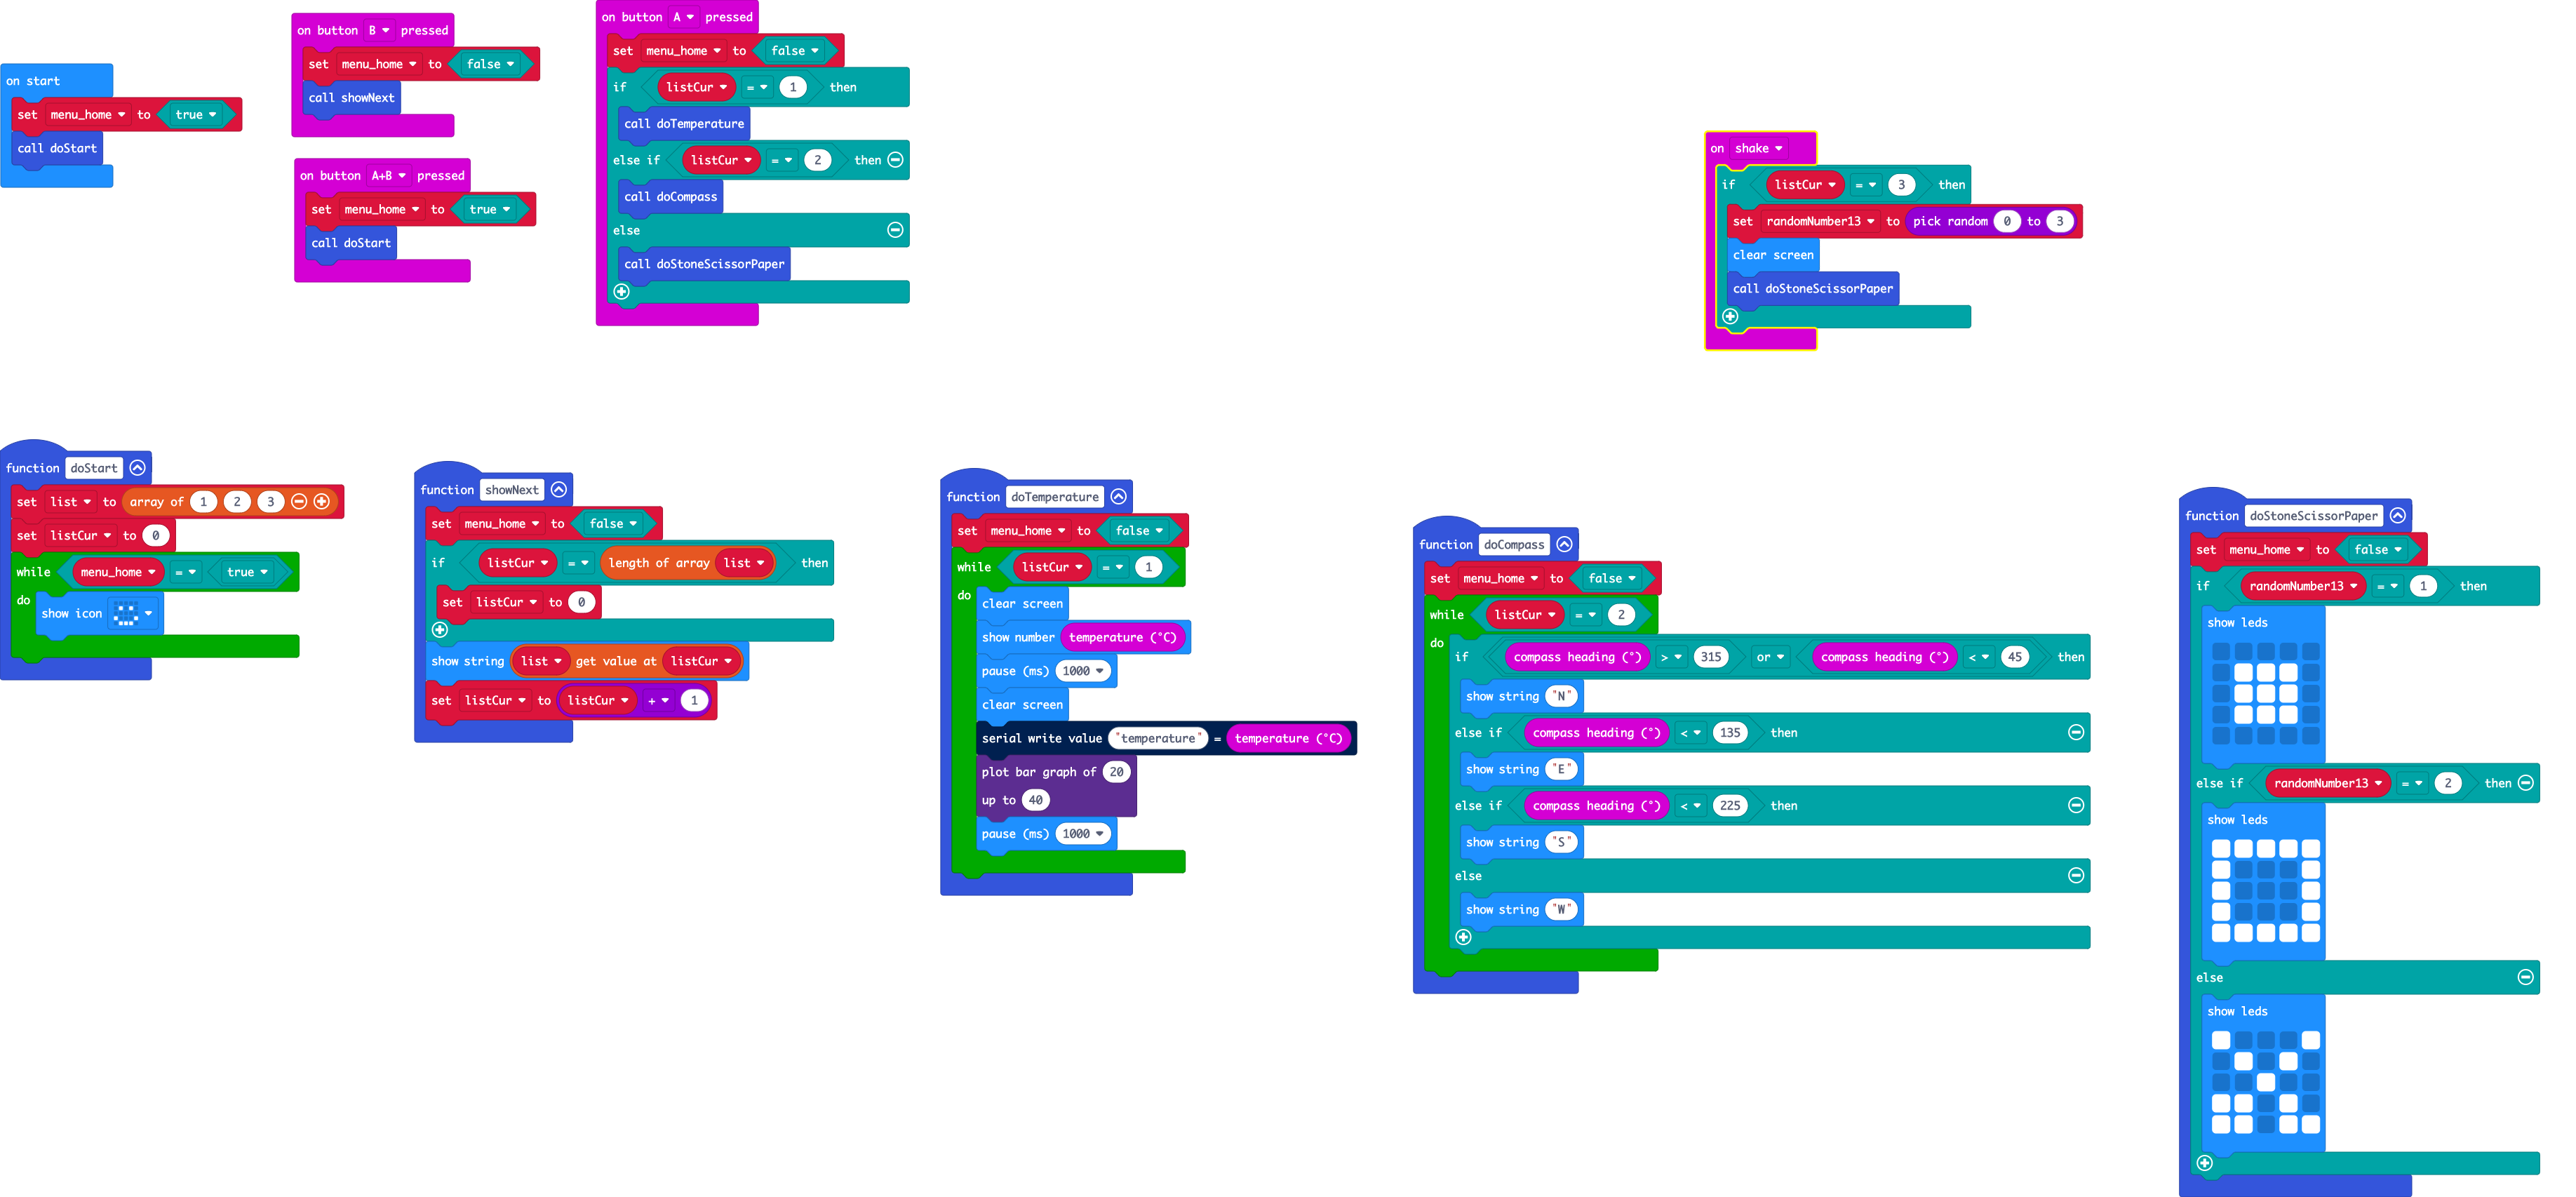 on start
set menu_home to true
call doStart
on button B pressed
set menu_home to false
call showNext
on button A+B pressed
set menu_home to true
call doStart
on button A pressed
set menu_home to false
if listCur = 1 then
call doTemperature
else if listCur = 2 then
call doCompass
else
call doStoneScissorPaper
on shake
if listCur = 3 then
set randomNumber13 to pick random 0 to 3
clear screen
call doStoneScissorPaper
function doStart
set list to array of 1 2 3
set listCur to 0
while menu_home = true
do
show icon
function showNext
set menu_home to false
if listCur = length of array list then
set listCur to 0
show string list get value at listCur
set listCur to listCur + 1
function doTemperature
set menu_home to false
while listCur = 1
do
clear screen
show number temperature (°C)
pause (ms) 1000
clear screen
serial write value "temperature" = temperature (°C)
plot bar graph of 20
up to 40
pause (ms) 1000
function doCompass
set menu_home to false
while listCur = 2
do
if compass heading (°) > 315 or compass heading (°) < 45 then
show string "N"
else if compass heading (°) < 135 then
show string "E"
else if compass heading (°) < 225 then
show string "S"
else
show string "W"
function doStoneScissorPaper
set menu_home to false
if randomNumber13 = 1 then
show leds
else if randomNumber13 = 2 then
show leds
else
show leds